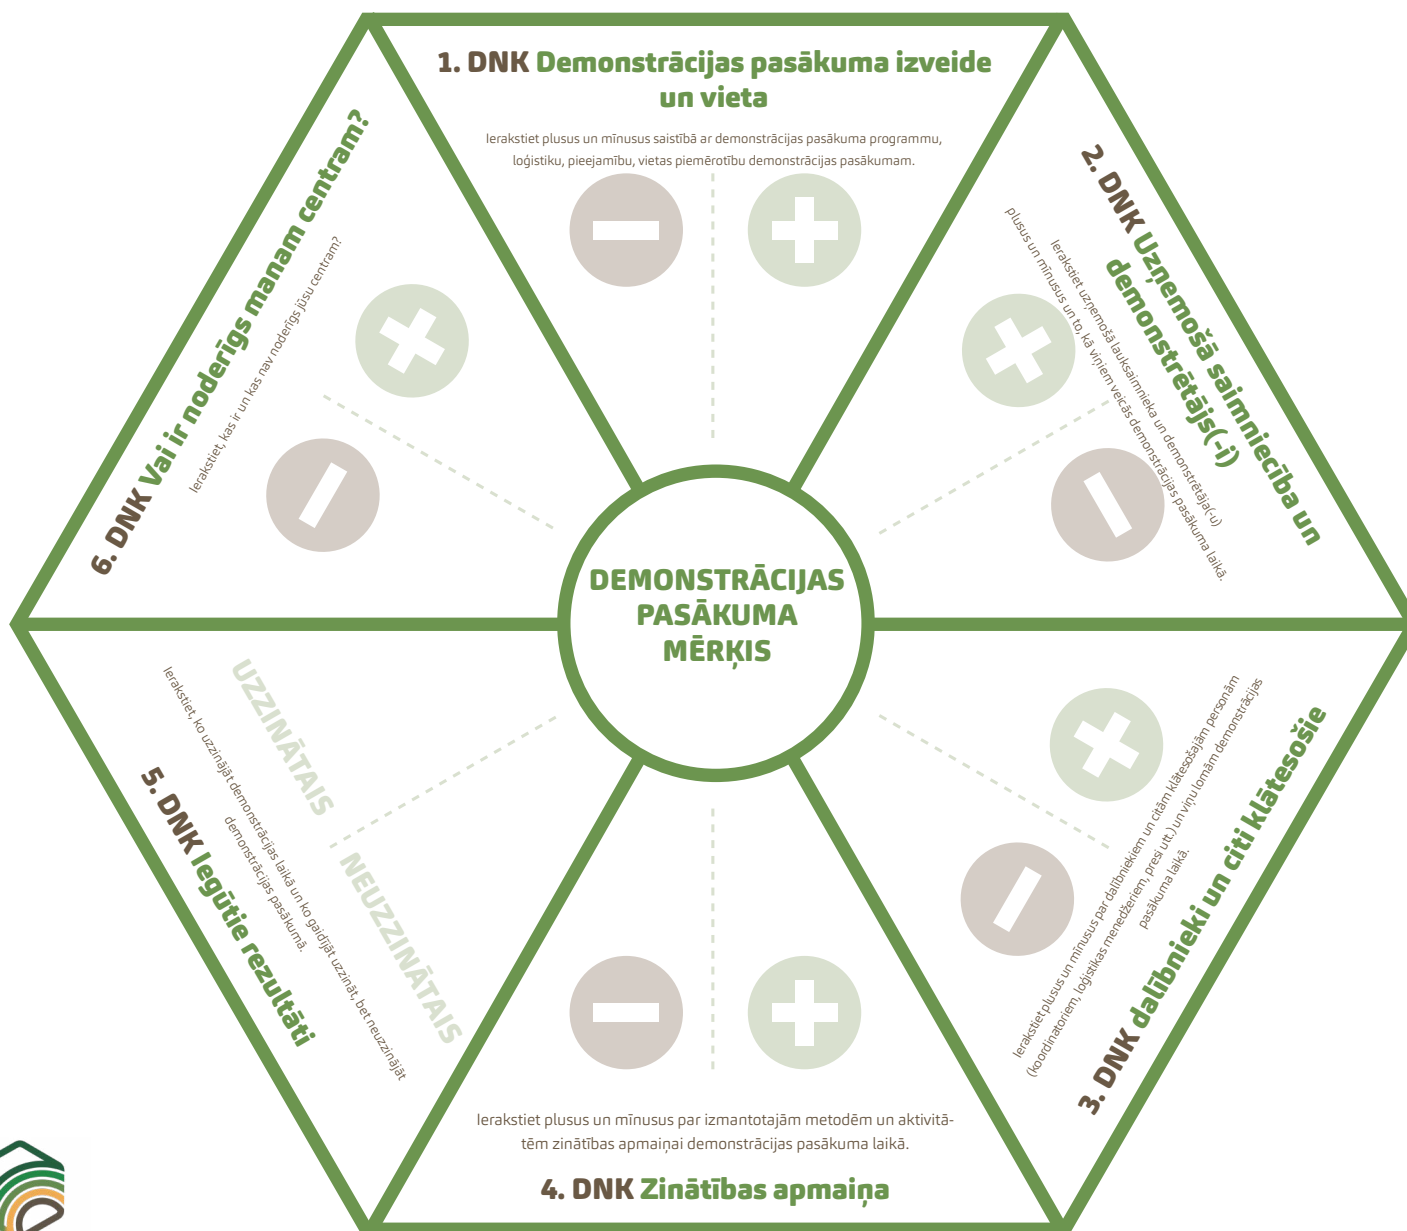 1. DNK Demonstrācijas pasākuma izveide
un vieta
Ierakstiet plusus un mīnusus saistībā ar demonstrācijas pasākuma programmu,
loģistiku, pieejamību, vietas piemērotību demonstrācijas pasākumam.
2. DNK Uzņemošā saimniecība un
demonstrētājs(-i)
Ierakstiet uzņemošā lauksaimnieka un demonstrētāja(-u)
plusus un mīnusus un to, kā viņiem veicās demonstrācijas pasākuma laikā.
3. DNK dalībnieki un citi klātesošie
Ierakstiet plusus un mīnusus par dalībniekiem un citām klātesošajām personām
(koordinatoriem, loģistikas menedžeriem, presi utt.) un viņu lomām demonstrācijas
pasākuma laikā.
Ierakstiet plusus un mīnusus par izmantotajām metodēm un aktivitā-
tēm zinātības apmaiņai demonstrācijas pasākuma laikā.
4. DNK Zinātības apmaiņa
5. DNK Iegūtie rezultāti
Ierakstiet, ko uzzinājāt demonstrācijas laikā un ko gaidījāt uzzināt, bet neuzzinājāt
demonstrācijas pasākumā.
UZZINĀTAIS
NEUZZINĀTAIS
6. DNK Vai ir noderīgs manam centram?
Ierakstiet, kas ir un kas nav noderīgs jūsu centram?
DEMONSTRĀCIJAS
PASĀKUMA
MĒRĶIS